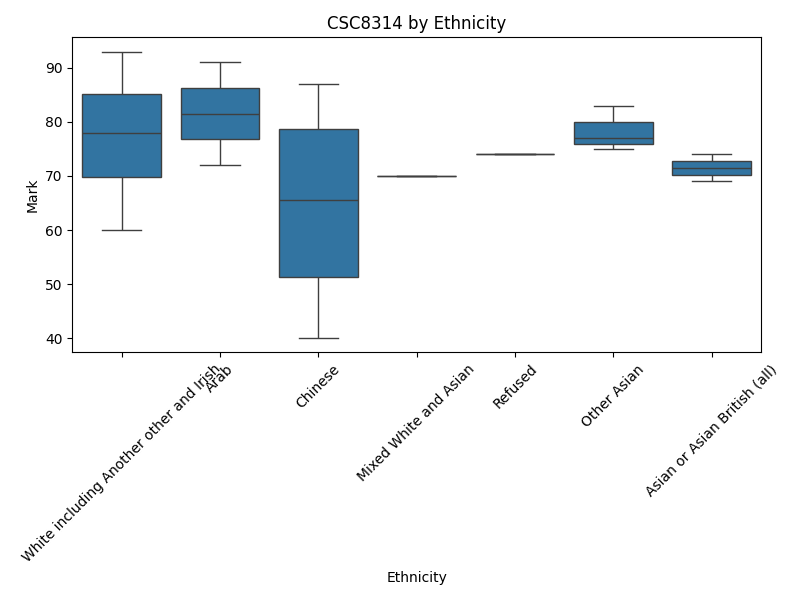 CSC8314 by Ethnicity
Mark
90
80
70
60
50
40
White including Another other and Irish
Arab
Chinese
Mixed White and Asian
Refused
Other Asian
Asian or Asian British (all)
Ethnicity